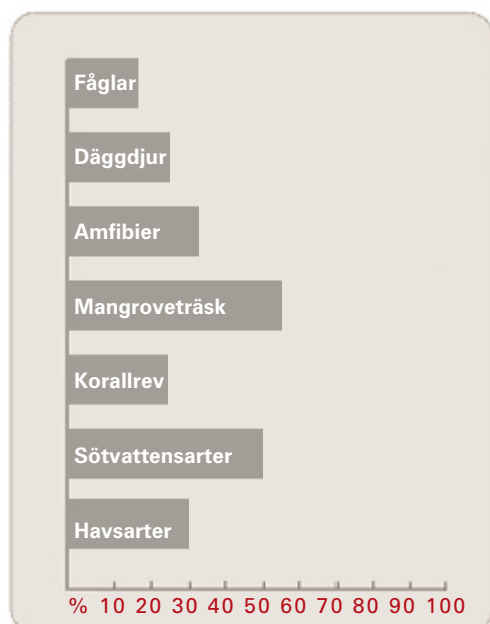 Fåglar
Däggdjur
Amfibier
Mangroveträsk
Korallrev
Sötvattensarter
Havsarter
% 10 20 30 40 50 60 70 80 90 100